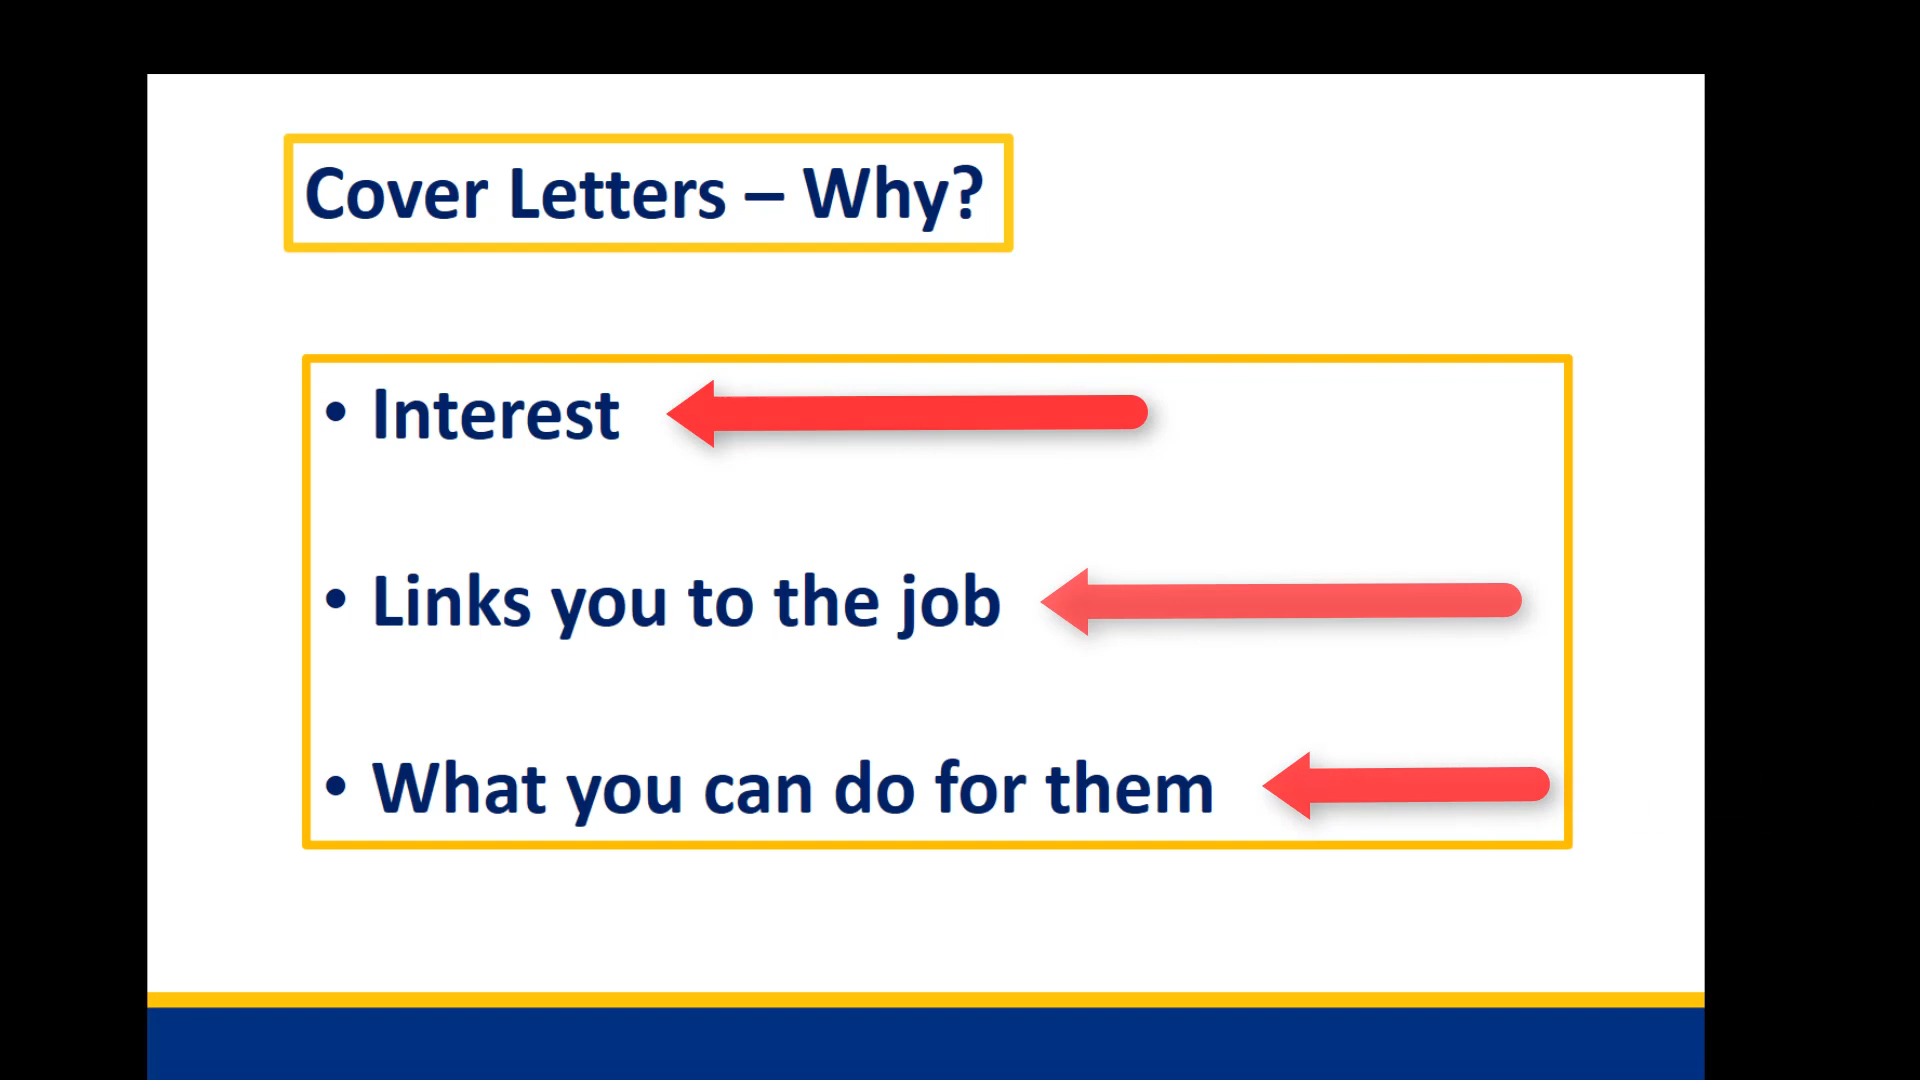 Cover Letters – Why?
• Interest
• Links you to the job
• What you can do for them